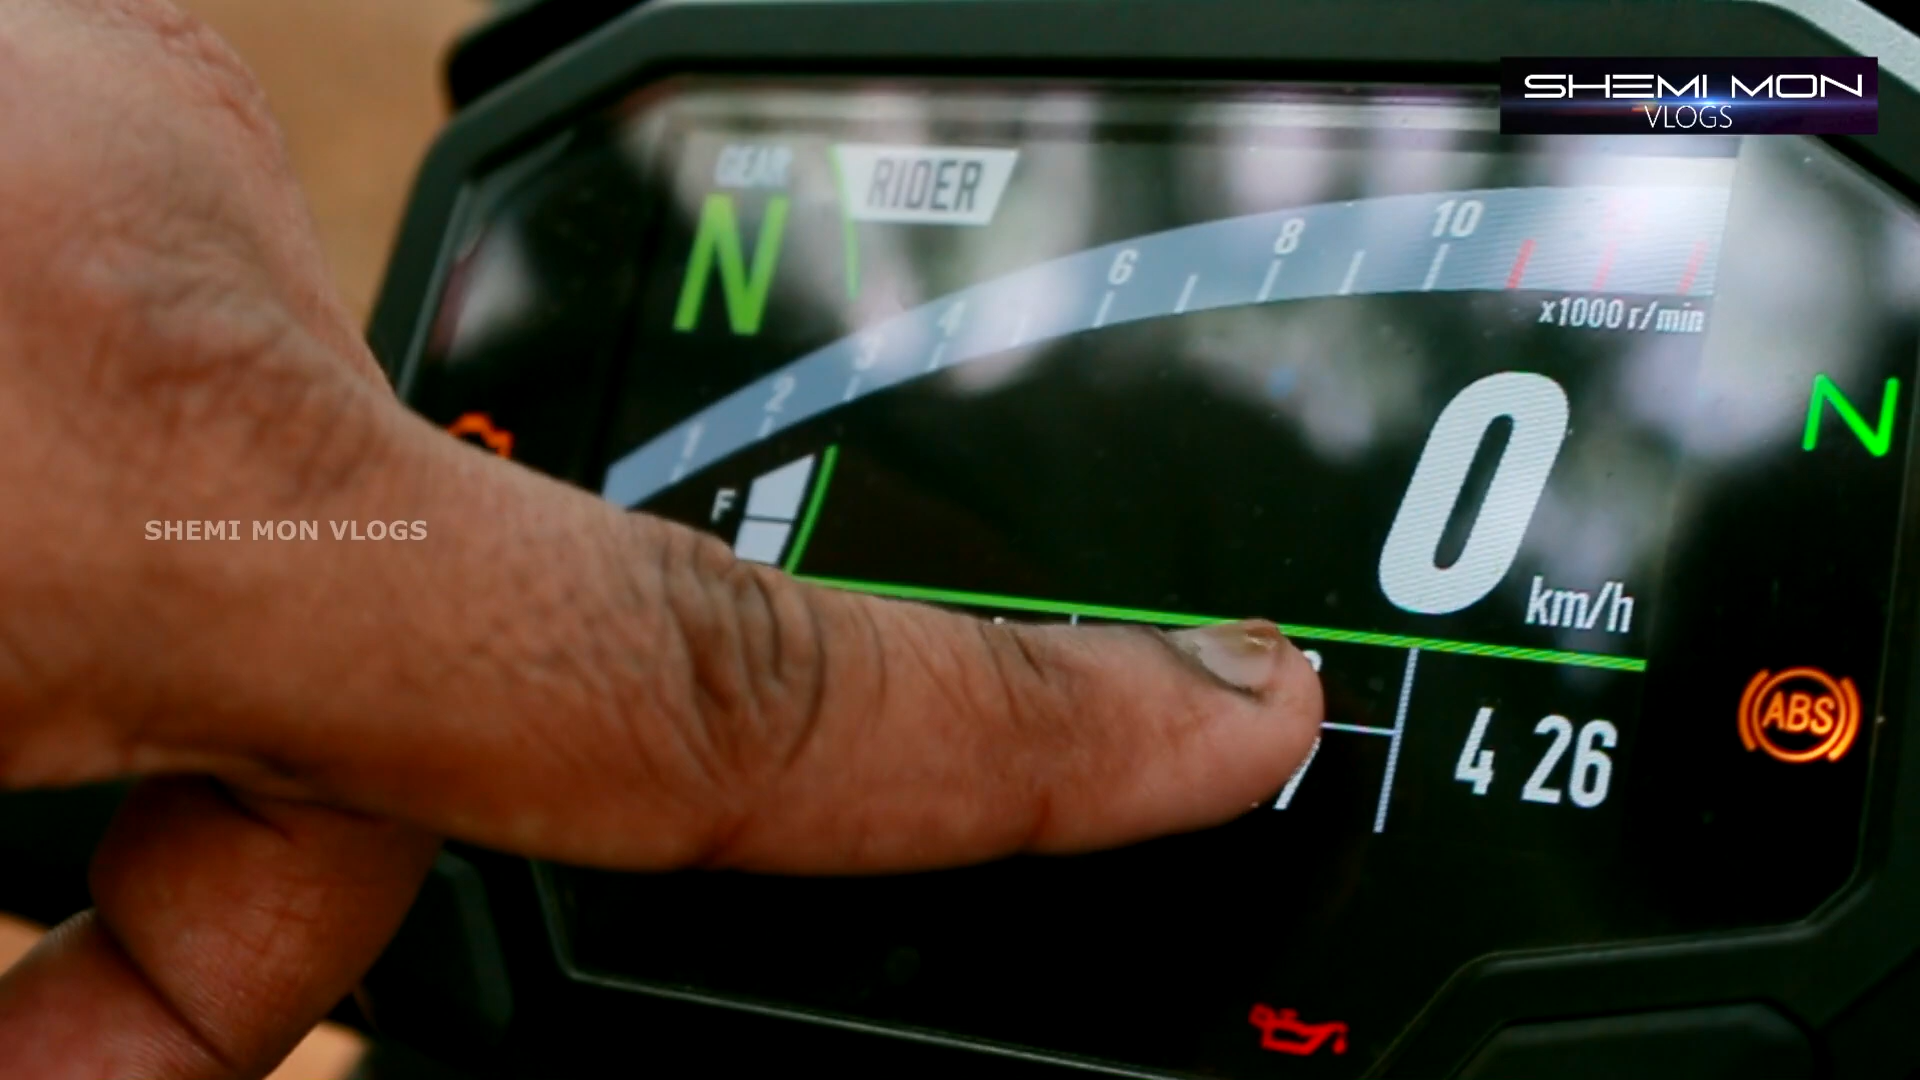 SHEMI MON
VLOGS
GEAR
RIDER
N
1
2
3
4
6
8
10
x1000 r/min
0
km/h
N
F
SHEMI MON VLOGS
4 26
ABS